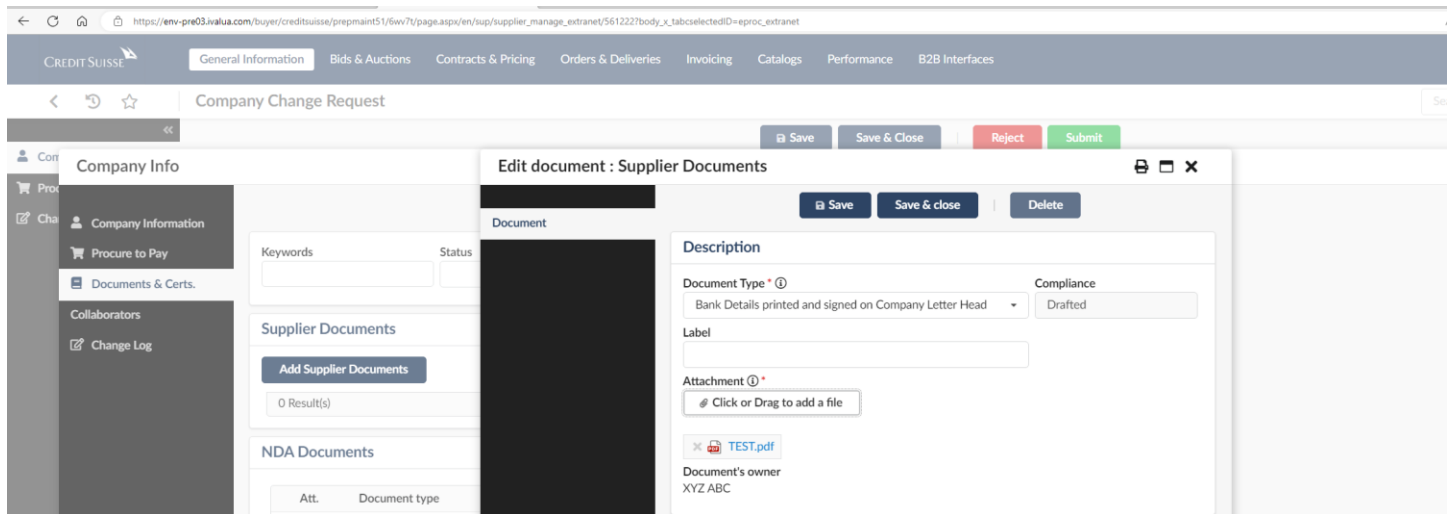 https://env-pre03.ivalua.com/buyer/creditsuisse/prepmaint51/6wv7t/page.aspx/en/sup/supplier_manage_extranet/561222?body_x_tabcselectedID=eproc_extranet
CREDIT SUISSE General Information Bids & Auctions Contracts & Pricing Orders & Deliveries Invoicing Catalogs Performance B2B Interfaces
Company Change Request
Save Save & Close Reject Submit
Com
Company Info
Edit document : Supplier Documents
Proc
Cha
Company Information
Procure to Pay
Documents & Certs.
Collaborators
Change Log
Keywords Status
Supplier Documents
Add Supplier Documents
0 Result(s)
NDA Documents
Att. Document type
Document
Save Save & close Delete
Description
Document Type * Compliance
Bank Details printed and signed on Company Letter Head Drafted
Label
Attachment *
Click or Drag to add a file
TEST.pdf
Document's owner
XYZ ABC